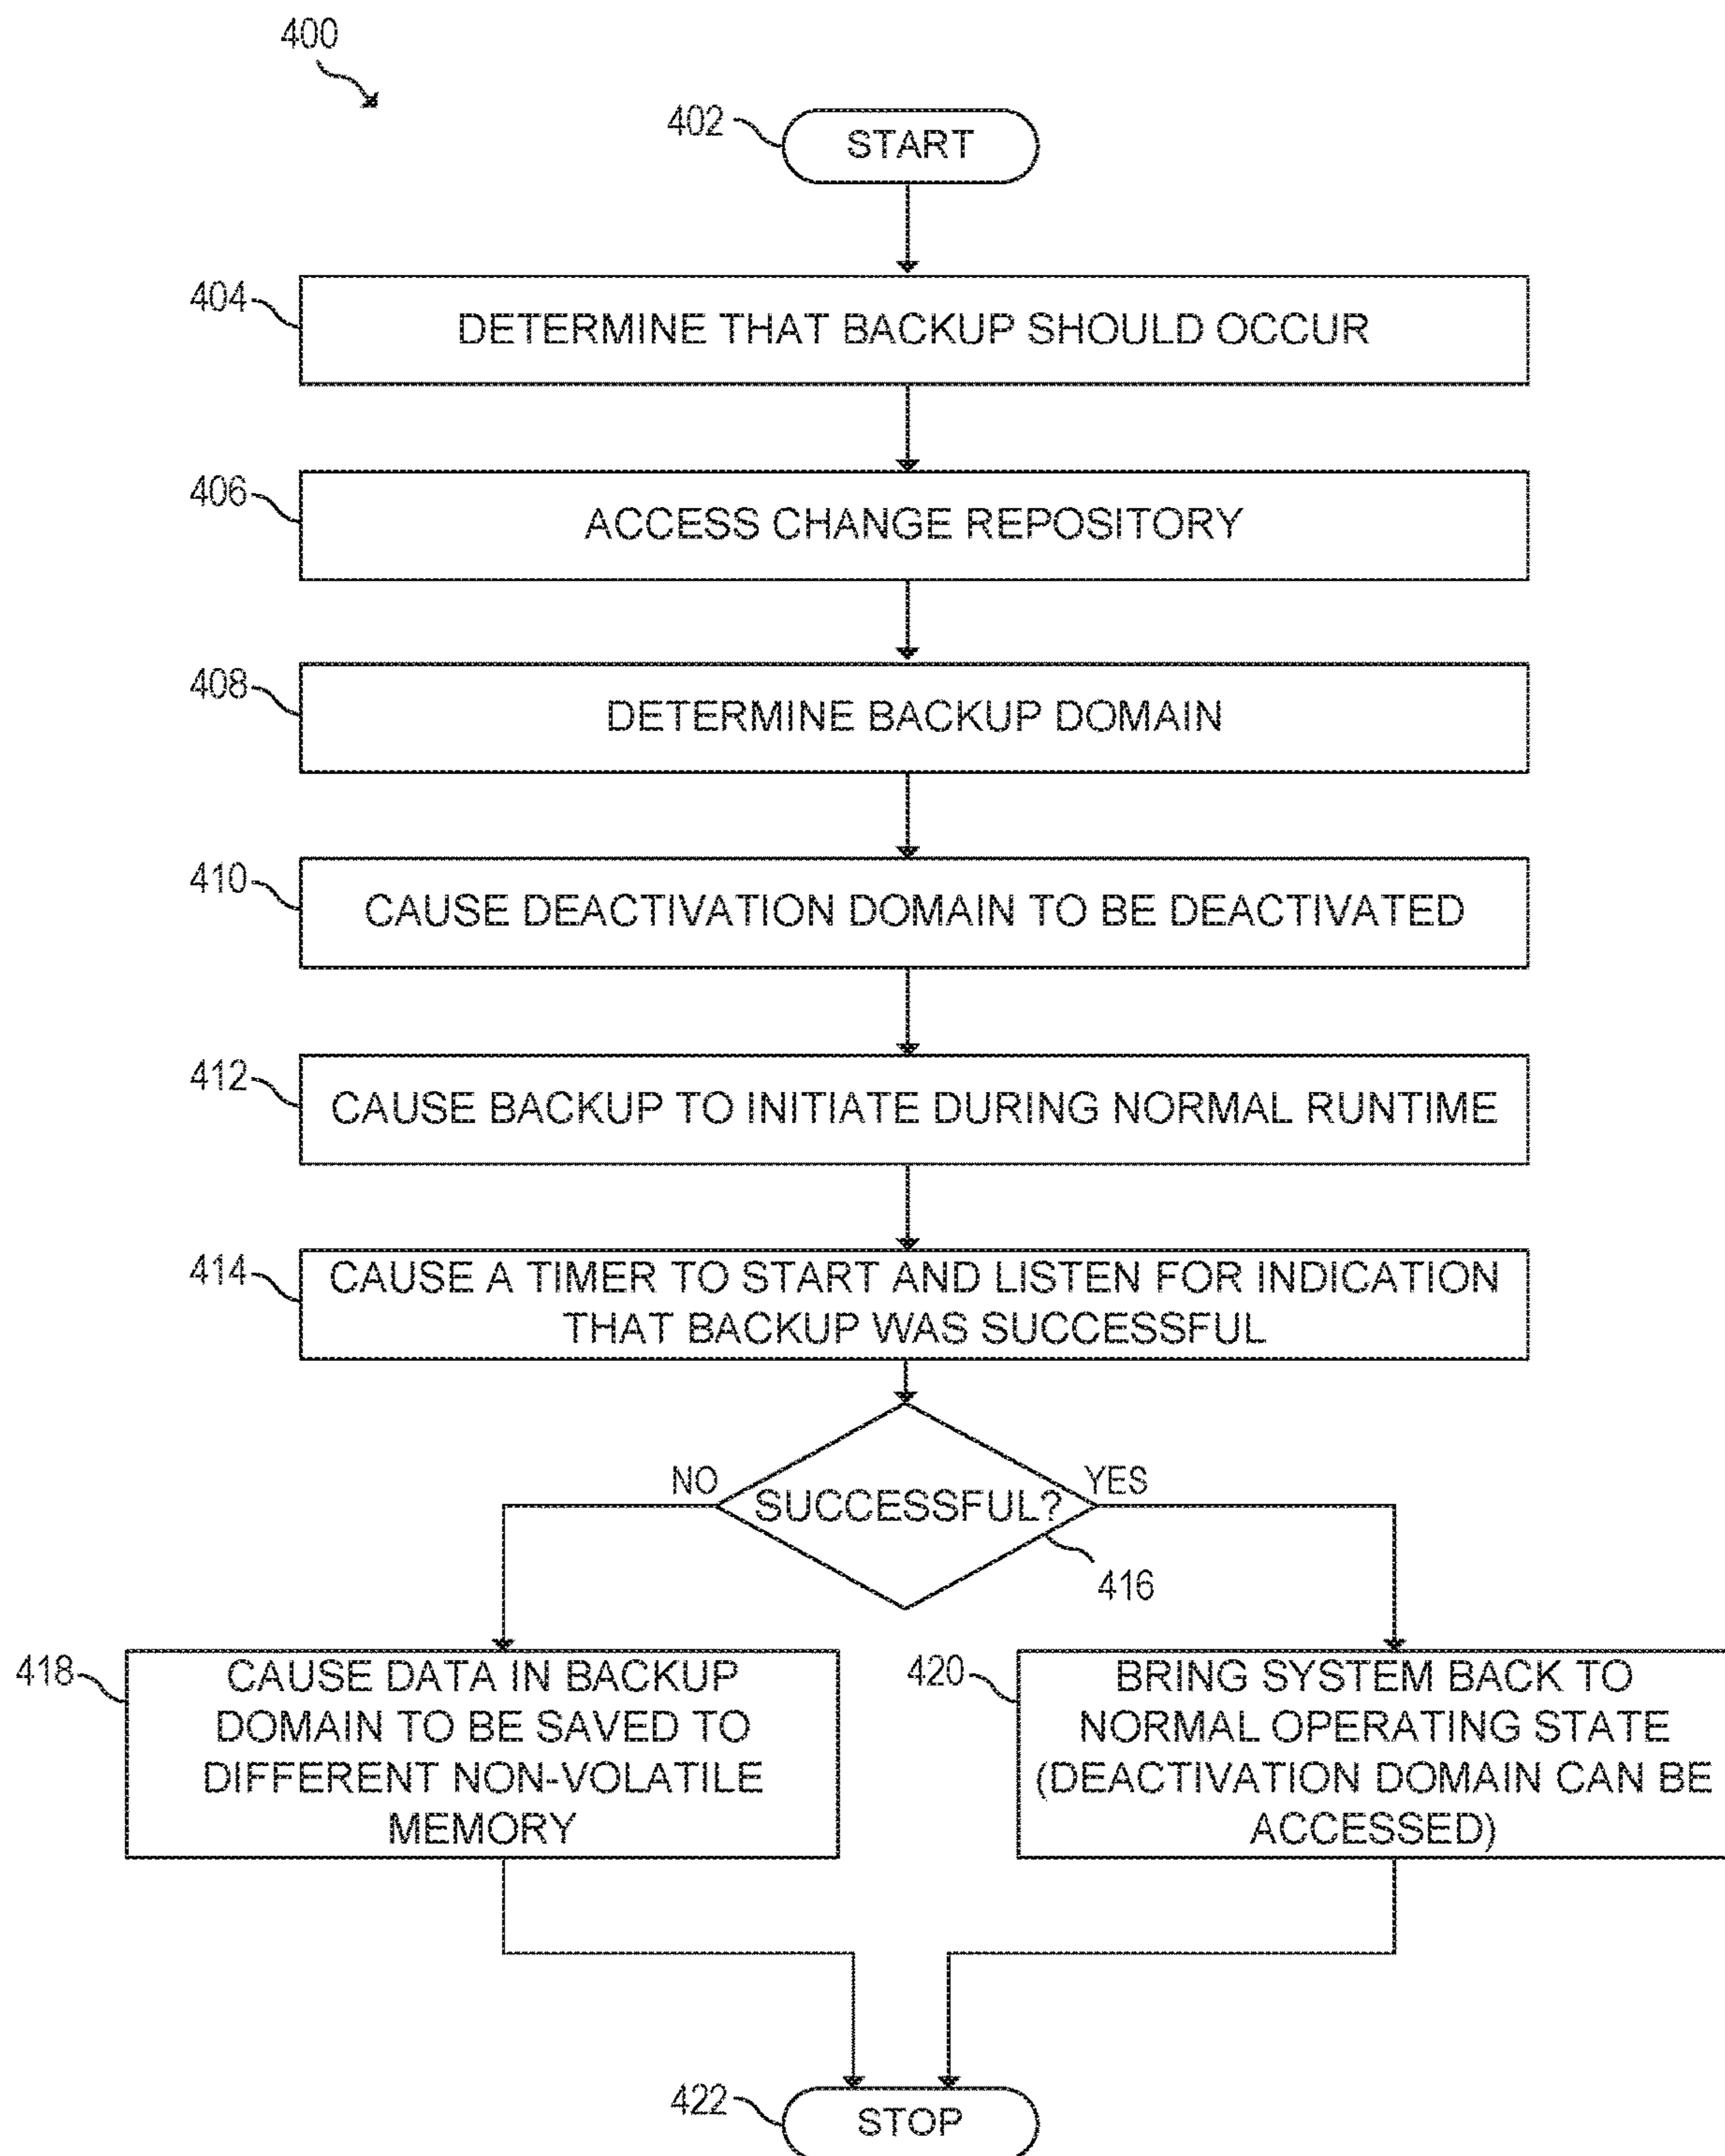 400
402
START
404
DETERMINE THAT BACKUP SHOULD OCCUR
406
ACCESS CHANGE REPOSITORY
408
DETERMINE BACKUP DOMAIN
410
CAUSE DEACTIVATION DOMAIN TO BE DEACTIVATED
412
CAUSE BACKUP TO INITIATE DURING NORMAL RUNTIME
414
CAUSE A TIMER TO START AND LISTEN FOR INDICATION
THAT BACKUP WAS SUCCESSFUL
NO
SUCCESSFUL?
YES
416
418
CAUSE DATA IN BACKUP
DOMAIN TO BE SAVED TO
DIFFERENT NON-VOLATILE
MEMORY
420
BRING SYSTEM BACK TO
NORMAL OPERATING STATE
(DEACTIVATION DOMAIN CAN BE
ACCESSED)
422
STOP